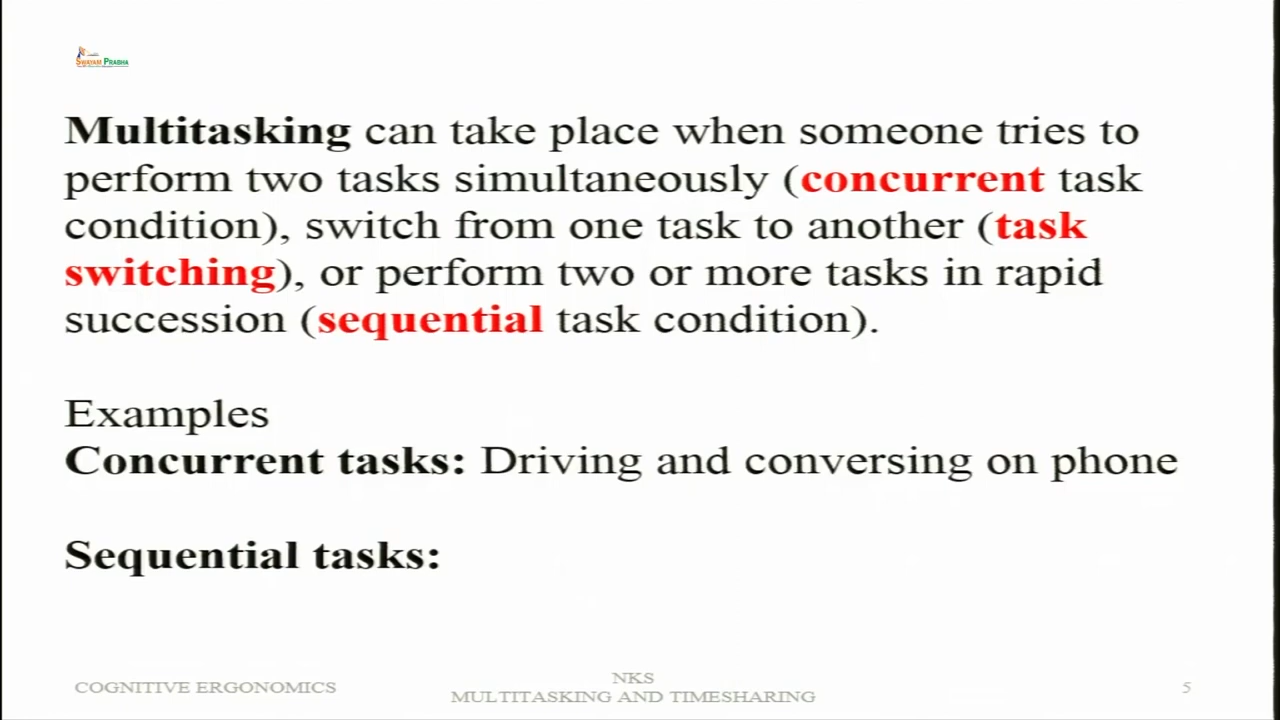 SWAYAM PRABHA
Multitasking can take place when someone tries to
perform two tasks simultaneously (concurrent task
condition), switch from one task to another (task
switching), or perform two or more tasks in rapid
succession (sequential task condition).
Examples
Concurrent tasks: Driving and conversing on phone
Sequential tasks:
COGNITIVE ERGONOMICS
NKS
MULTITASKING AND TIMESHARING
5